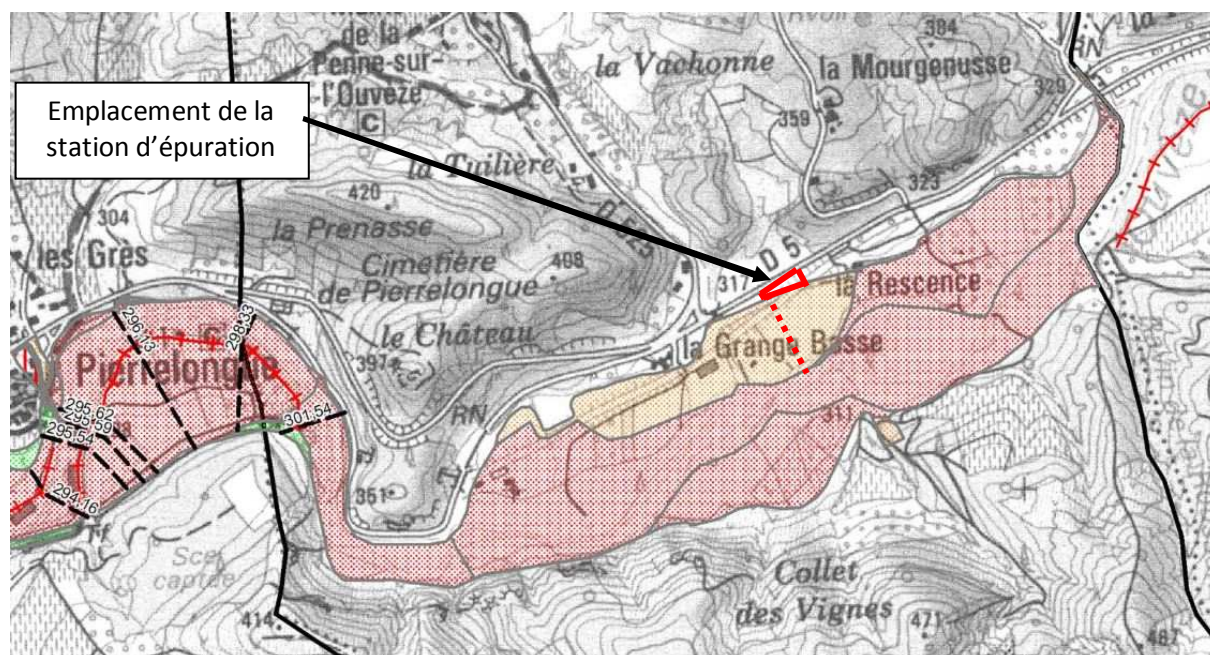 Emplacement de la
station d'épuration
de la
Penne-sur-
l'Ouvèze
C
la Vachonne
384
la Mourgenusse
RN
329
359
la Tuilière
323
420
304
les Grès
la Prenasse
D 5
317
Cimetière
de Pierrelongue
408
la Rescence
le Château
296,13
298,33
397
la Grange Basse
Pierrelongue
301,54
RN
311
295,62
295,59
295,54
351
294,16
Sce
captée
Collet
des Vignes
414
471
487